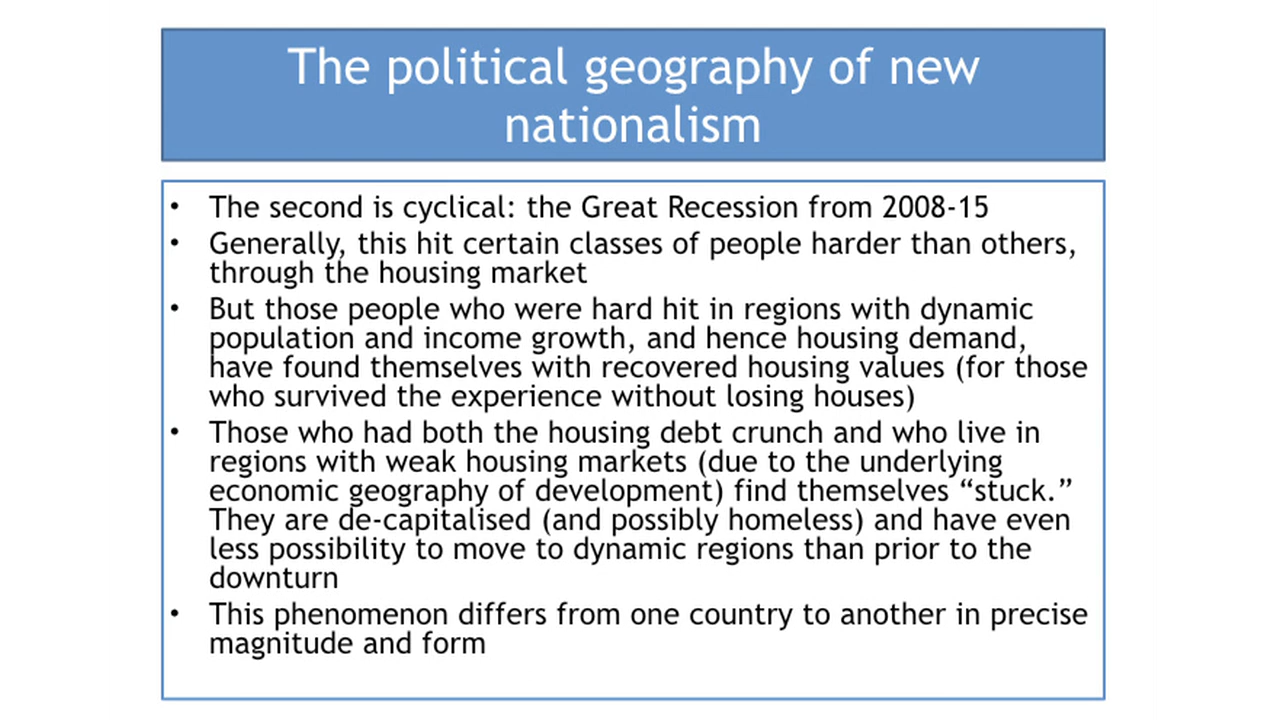 The political geography of new
nationalism
• The second is cyclical: the Great Recession from 2008-15
• Generally, this hit certain classes of people harder than others,
through the housing market
• But those people who were hard hit in regions with dynamic
population and income growth, and hence housing demand,
have found themselves with recovered housing values (for those
who survived the experience without losing houses)
• Those who had both the housing debt crunch and who live in
regions with weak housing markets (due to the underlying
economic geography of development) find themselves “stuck.”
They are de-capitalised (and possibly homeless) and have even
less possibility to move to dynamic regions than prior to the
downturn
• This phenomenon differs from one country to another in precise
magnitude and form